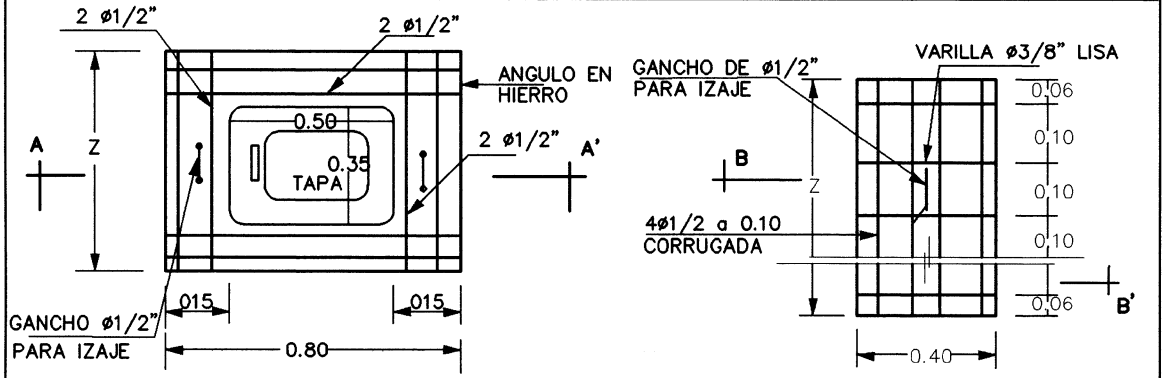 2 ø1/2"
2 ø1/2"
ANGULO EN
HIERRO
A
Z
0.50
0.35
TAPA
2 ø1/2"
A'
015
015
GANCHO ø1/2"
PARA IZAJE
0.80
GANCHO DE ø1/2"
PARA IZAJE
VARILLA ø3/8" LISA
0,06
0,10
B
Z
0,10
4ø1/2 a 0.10
CORRUGADA
0,10
0,06
B'
0.40